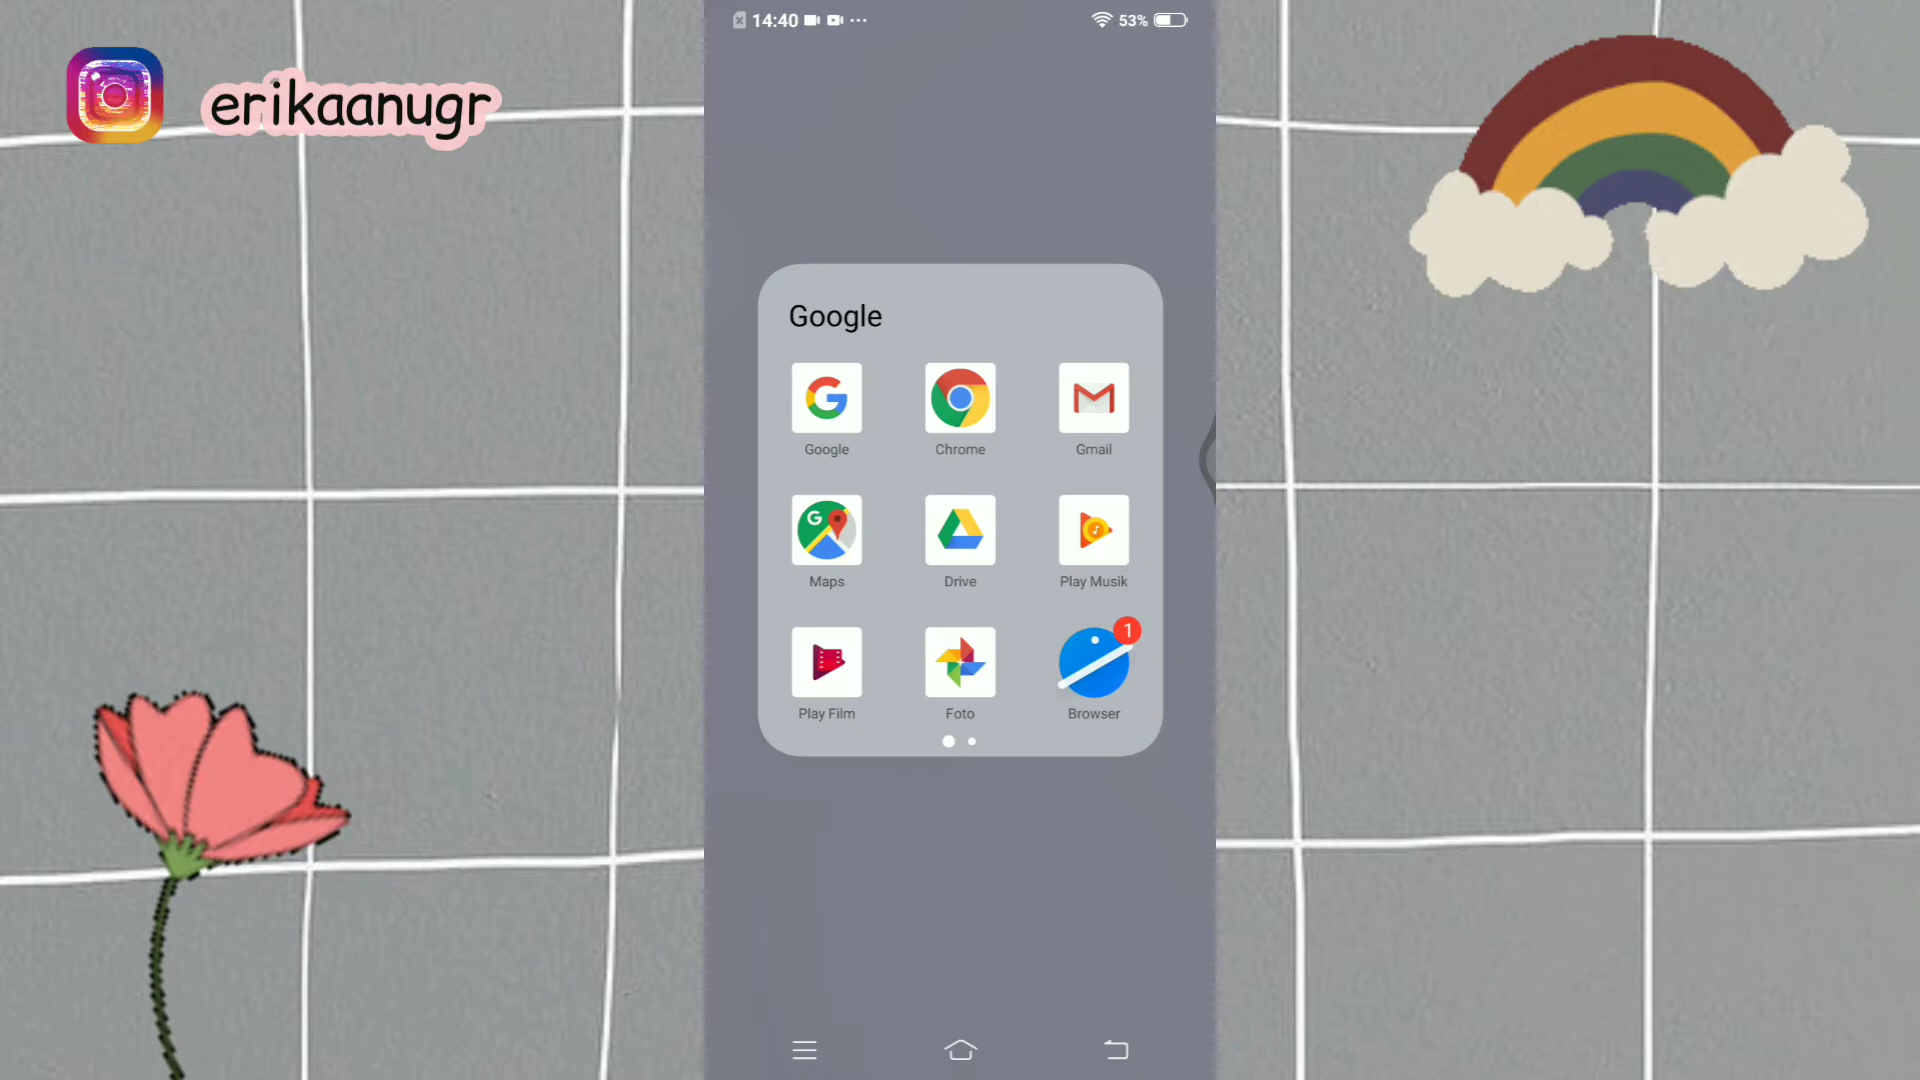 erikaanugr
14:40
53%
Google
Google
Chrome
Gmail
G
Maps
Drive
Play Musik
1
Play Film
Foto
Browser